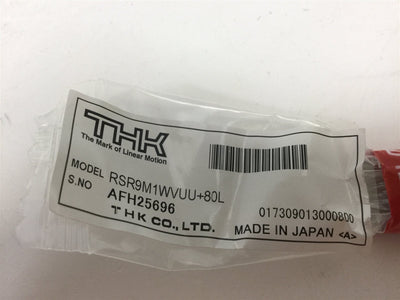 THK
The Mark of Linear Motion
MODEL RSR9M1WVUU+80L
S.NO AFH25696
THK CO., LTD.
017309013000800
MADE IN JAPAN <A>